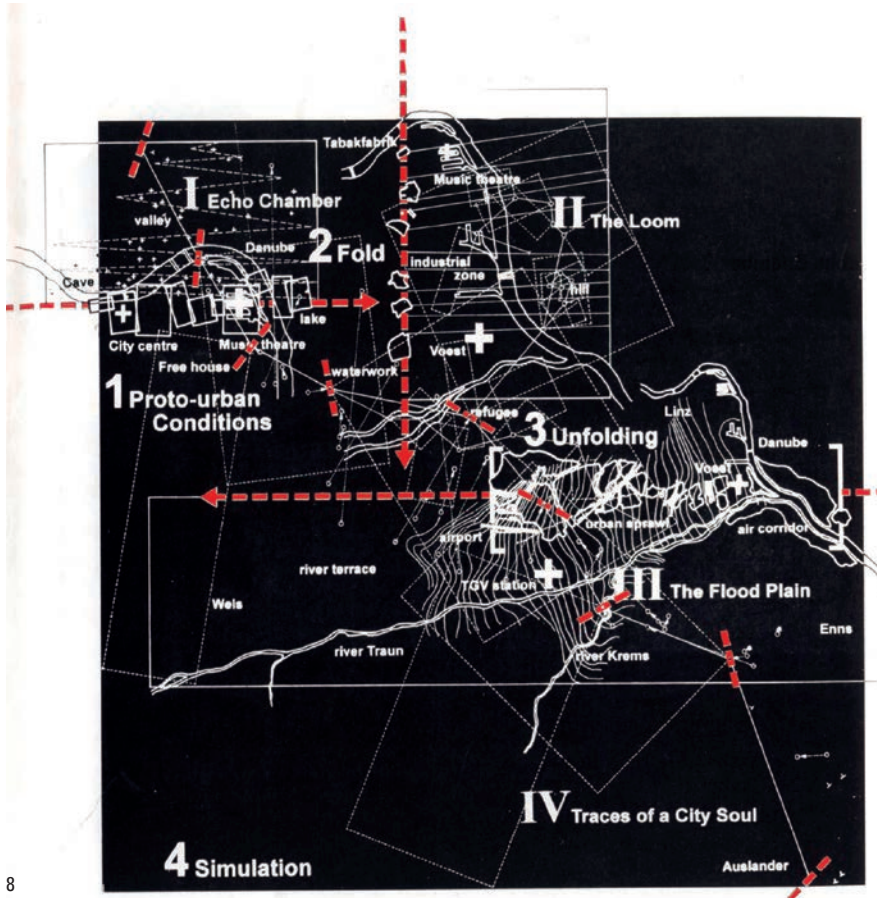 Tabakfabrik
Music theatre
I Echo Chamber
valley
II The Loom
2 Fold
Danube
industrial
zone
hill
Cave
lake
City centre
Music theatre
Voest
Free house
waterwork
1 Proto-urban
Conditions
refugee
Linz
3 Unfolding
Danube
Voest
urban sprawl
air corridor
airport
river terrace
TGV station
III The Flood Plain
Wels
Enns
river Traun
river Krems
IV Traces of a City Soul
4 Simulation
Auslander
8